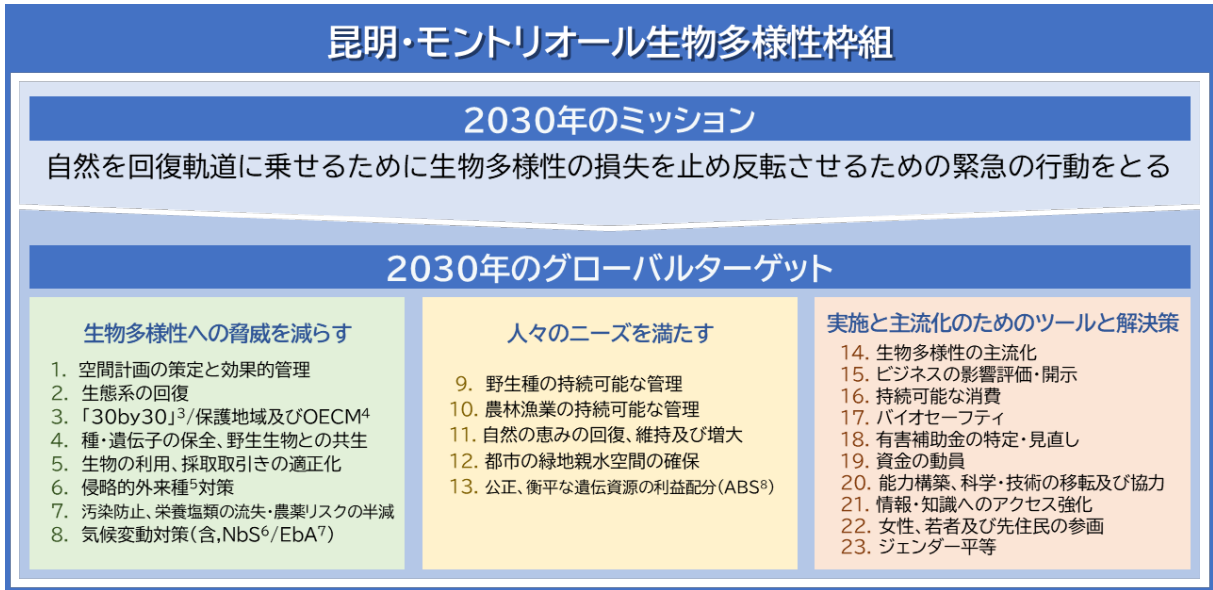 昆明・モントリオール生物多様性枠組
2030年のミッション
自然を回復軌道に乗せるために生物多様性の損失を止め反転させるための緊急の行動をとる
2030年のグローバルターゲット
生物多様性への脅威を減らす
1. 空間計画の策定と効果的管理
2. 生態系の回復
3. 「30by30」³/保護地域及びOECM⁴
4. 種・遺伝子の保全、野生生物との共生
5. 生物の利用、採取取引きの適正化
6. 侵略的外来種⁵対策
7. 汚染防止、栄養塩類の流失・農薬リスクの半減
8. 気候変動対策(含,NbS⁶/EbA⁷)
人々のニーズを満たす
9. 野生種の持続可能な管理
10. 農林漁業の持続可能な管理
11. 自然の恵みの回復、維持及び増大
12. 都市の緑地親水空間の確保
13. 公正、衡平な遺伝資源の利益配分(ABS⁸)
実施と主流化のためのツールと解決策
14. 生物多様性の主流化
15. ビジネスの影響評価・開示
16. 持続可能な消費
17. バイオセーフティ
18. 有害補助金の特定・見直し
19. 資金の動員
20. 能力構築、科学・技術の移転及び協力
21. 情報・知識へのアクセス強化
22. 女性、若者及び先住民の参画
23. ジェンダー平等